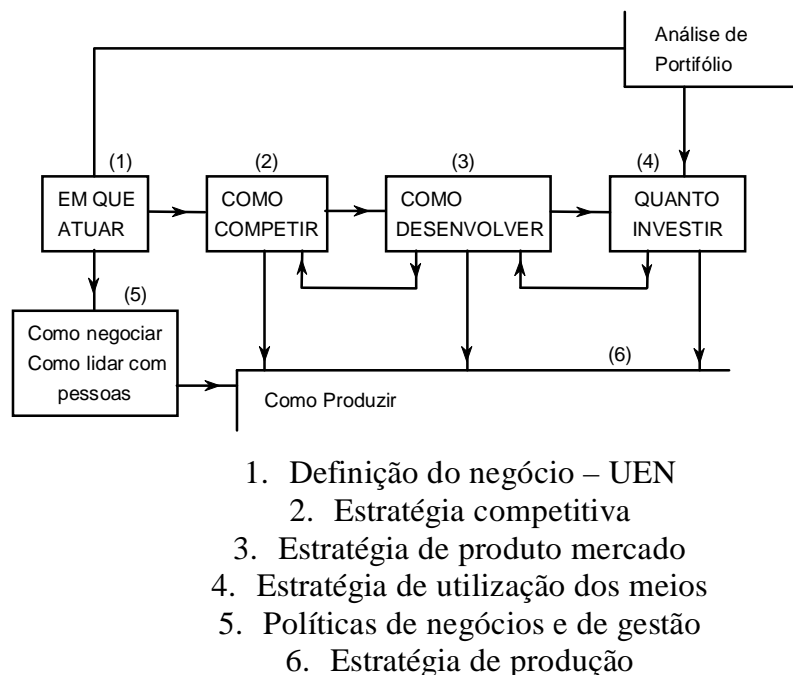 Análise de
Portifólio
(1)
(2)
(3)
(4)
EM QUE
ATUAR
COMO
COMPETIR
COMO
DESENVOLVER
QUANTO
INVESTIR
(5)
Como negociar
Como lidar com
pessoas
(6)
Como Produzir
1. Definição do negócio – UEN
2. Estratégia competitiva
3. Estratégia de produto mercado
4. Estratégia de utilização dos meios
5. Políticas de negócios e de gestão
6. Estratégia de produção